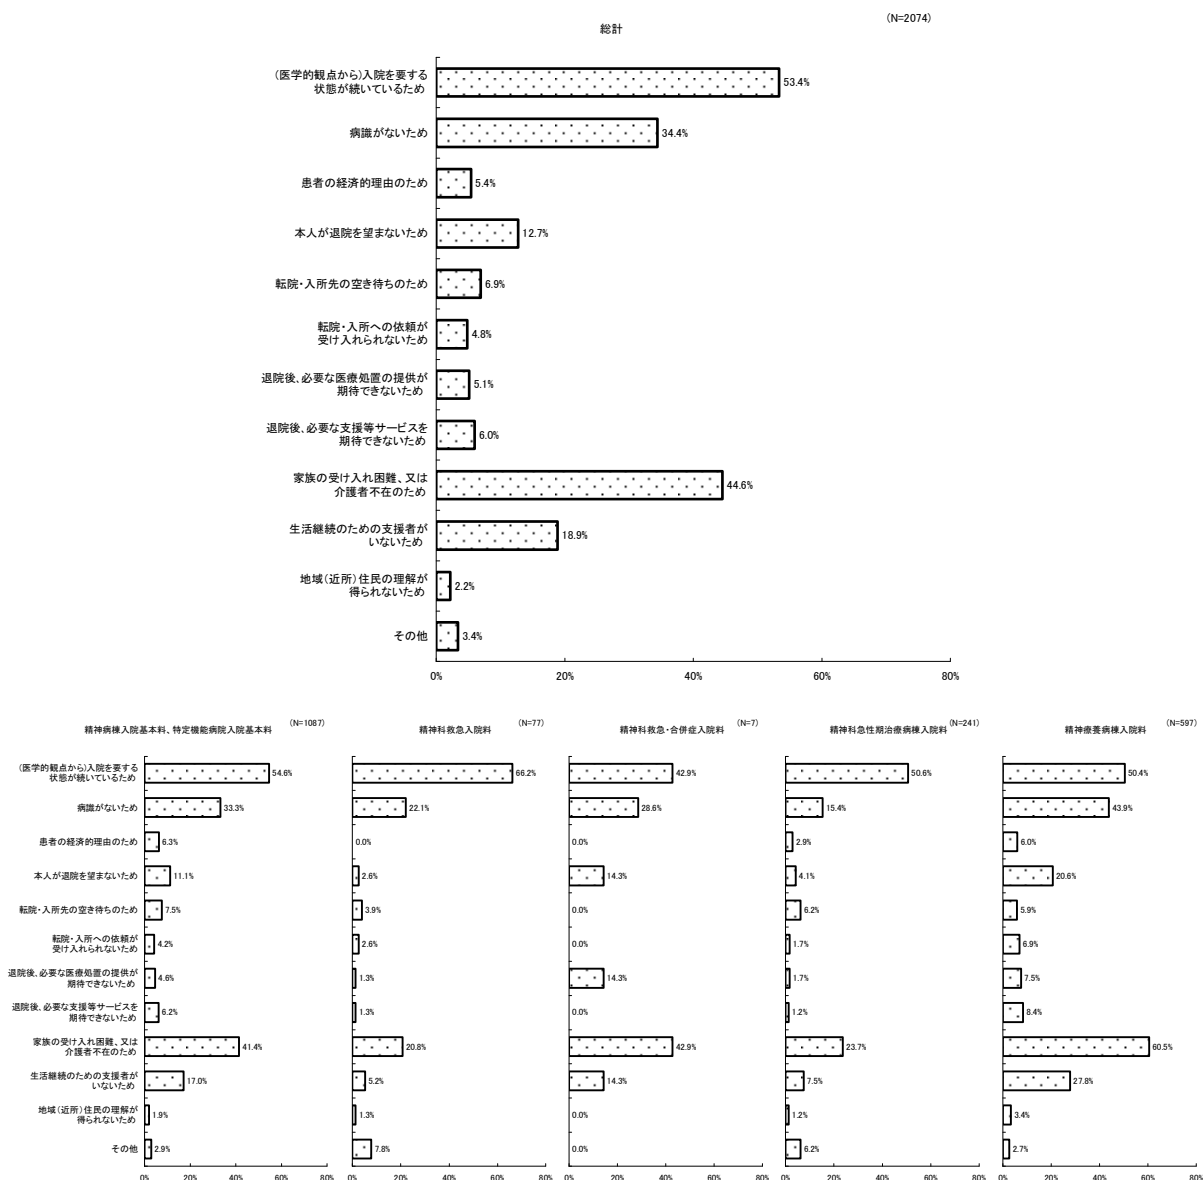 総計
(N=2074)
(医学的観点から)入院を要する
状態が続いているため
53.4%
病識がないため
34.4%
患者の経済的理由のため
5.4%
本人が退院を望まないため
12.7%
転院・入所先の空き待ちのため
6.9%
転院・入所への依頼が
受け入れられないため
4.8%
退院後、必要な医療処置の提供が
期待できないため
5.1%
退院後、必要な支援等サービスを
期待できないため
6.0%
家族の受け入れ困難、又は
介護者不在のため
44.6%
生活継続のための支援者が
いないため
18.9%
地域(近所)住民の理解が
得られないため
2.2%
その他
3.4%
0% 20% 40% 60% 80%
精神病棟入院基本料、特定機能病院入院基本料 (N=1087)
(医学的観点から)入院を要する
状態が続いているため
54.6%
病識がないため
33.3%
患者の経済的理由のため
6.3%
本人が退院を望まないため
11.1%
転院・入所先の空き待ちのため
7.5%
転院・入所への依頼が
受け入れられないため
4.2%
退院後、必要な医療処置の提供が
期待できないため
4.6%
退院後、必要な支援等サービスを
期待できないため
6.2%
家族の受け入れ困難、又は
介護者不在のため
41.4%
生活継続のための支援者が
いないため
17.0%
地域(近所)住民の理解が
得られないため
1.9%
その他
2.9%
0% 20% 40% 60% 80%
精神科救急入院料 (N=77)
66.2%
22.1%
0.0%
2.6%
3.9%
2.6%
1.3%
1.3%
20.8%
5.2%
1.3%
7.8%
0% 20% 40% 60% 80%
精神科救急・合併症入院料 (N=7)
42.9%
28.6%
0.0%
14.3%
0.0%
0.0%
14.3%
0.0%
42.9%
14.3%
0.0%
0.0%
0% 20% 40% 60% 80%
精神科急性期治療病棟入院料 (N=241)
50.6%
15.4%
2.9%
4.1%
6.2%
1.7%
1.7%
1.2%
23.7%
7.5%
1.2%
6.2%
0% 20% 40% 60% 80%
精神療養病棟入院料 (N=597)
50.4%
43.9%
6.0%
20.6%
5.9%
6.9%
7.5%
8.4%
60.5%
27.8%
3.4%
2.7%
0% 20% 40% 60% 80%